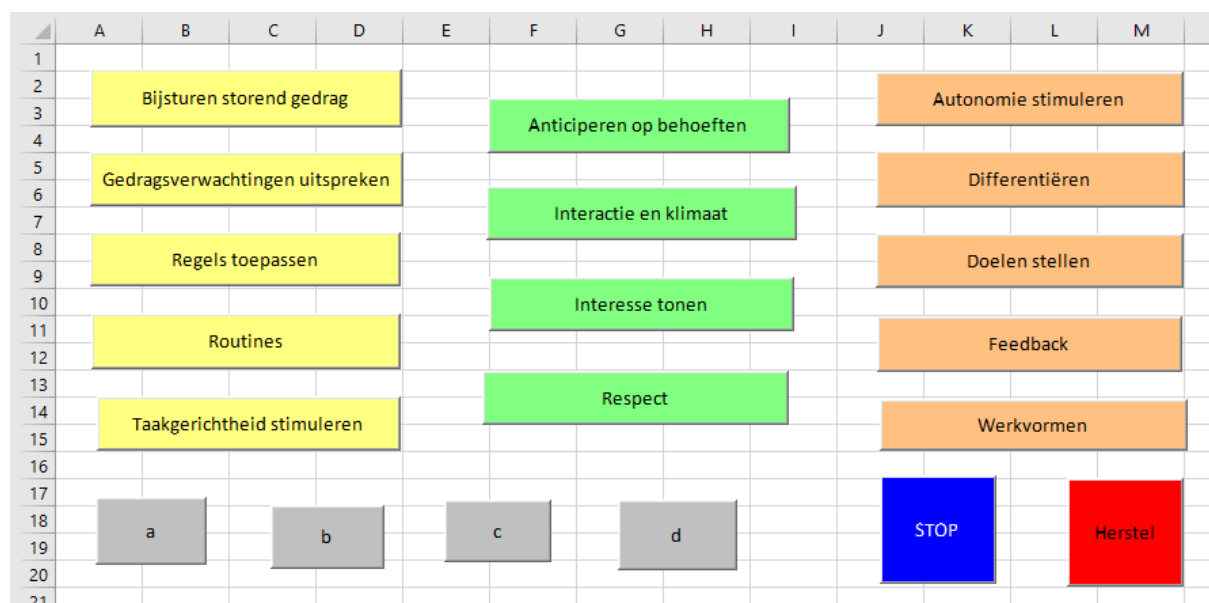 A B C D E F G H I J K L M
1
2
Bijsturen storend gedrag
Autonomie stimuleren
3
Anticiperen op behoeften
4
5
Gedragsverwachtingen uitspreken
Differentiëren
6
Interactie en klimaat
7
8
Regels toepassen
Doelen stellen
9
10
Interesse tonen
11
Routines
Feedback
12
13
Respect
14
Taakgerichtheid stimuleren
Werkvormen
15
16
17
18
a b c d STOP Herstel
19
20
21